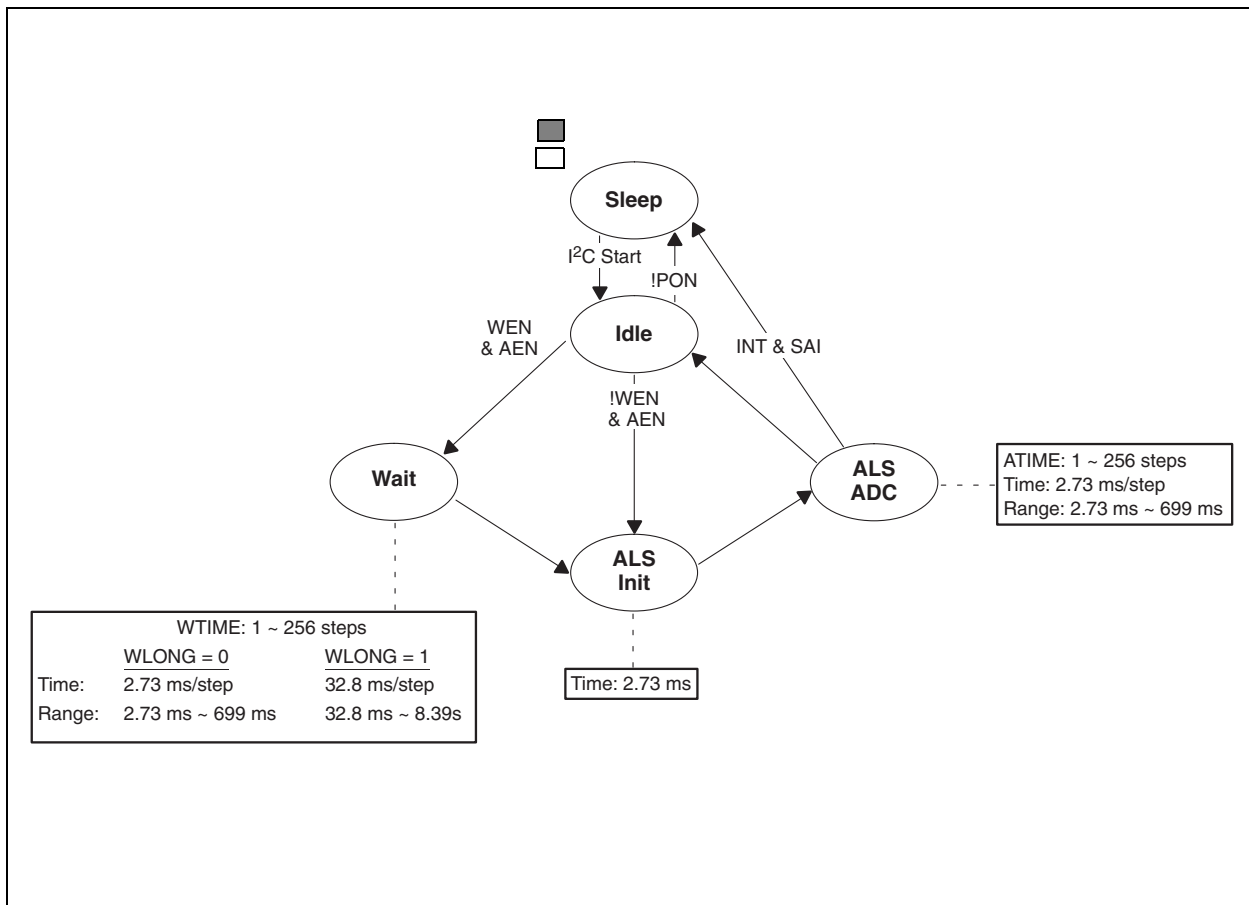 Sleep
I²C Start
!PON
Idle
WEN
& AEN
INT & SAI
!WEN
& AEN
Wait
ALS
ADC
ATIME: 1 ~ 256 steps
Time: 2.73 ms/step
Range: 2.73 ms ~ 699 ms
ALS
Init
WTIME: 1 ~ 256 steps
WLONG = 0 WLONG = 1
Time: 2.73 ms/step 32.8 ms/step
Range: 2.73 ms ~ 699 ms 32.8 ms ~ 8.39s
Time: 2.73 ms